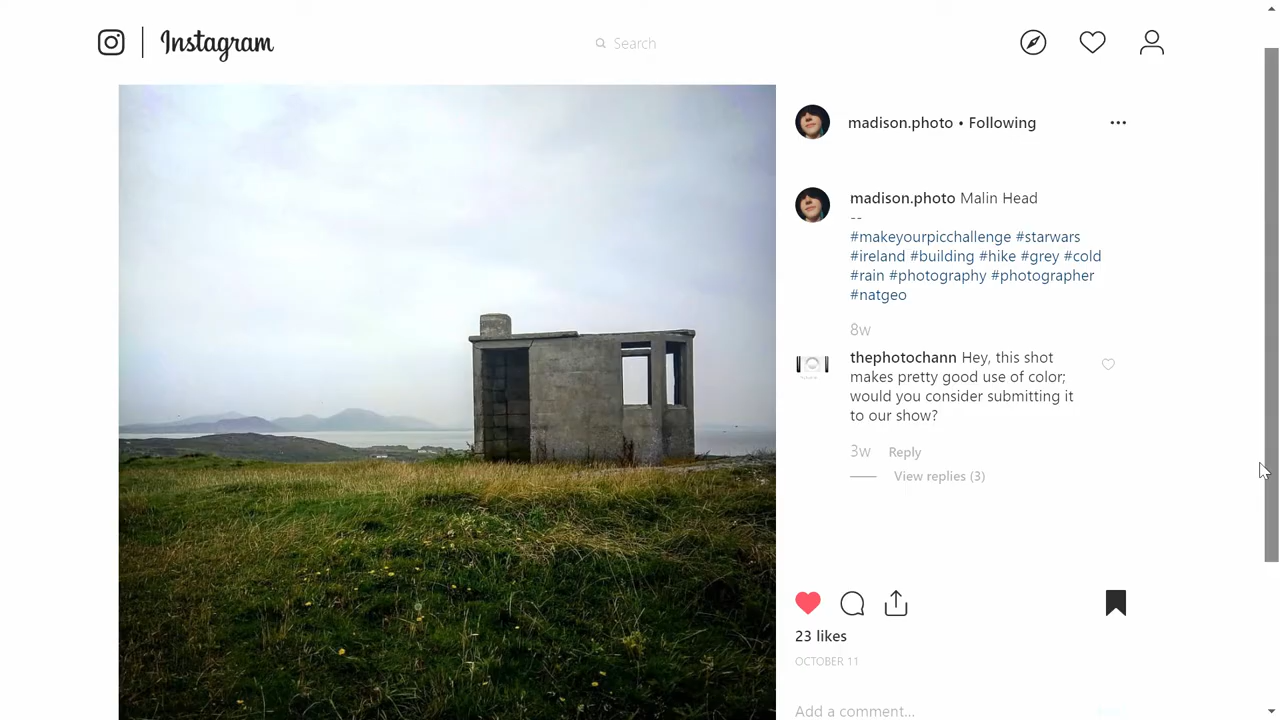 Instagram
Search
madison.photo • Following
madison.photo Malin Head
--
#makeyourpicchallenge #starwars
#ireland #building #hike #grey #cold
#rain #photography #photographer
#natgeo
8w
thephotochann Hey, this shot
makes pretty good use of color;
would you consider submitting it
to our show?
3w Reply
View replies (3)
23 likes
OCTOBER 11
Add a comment...